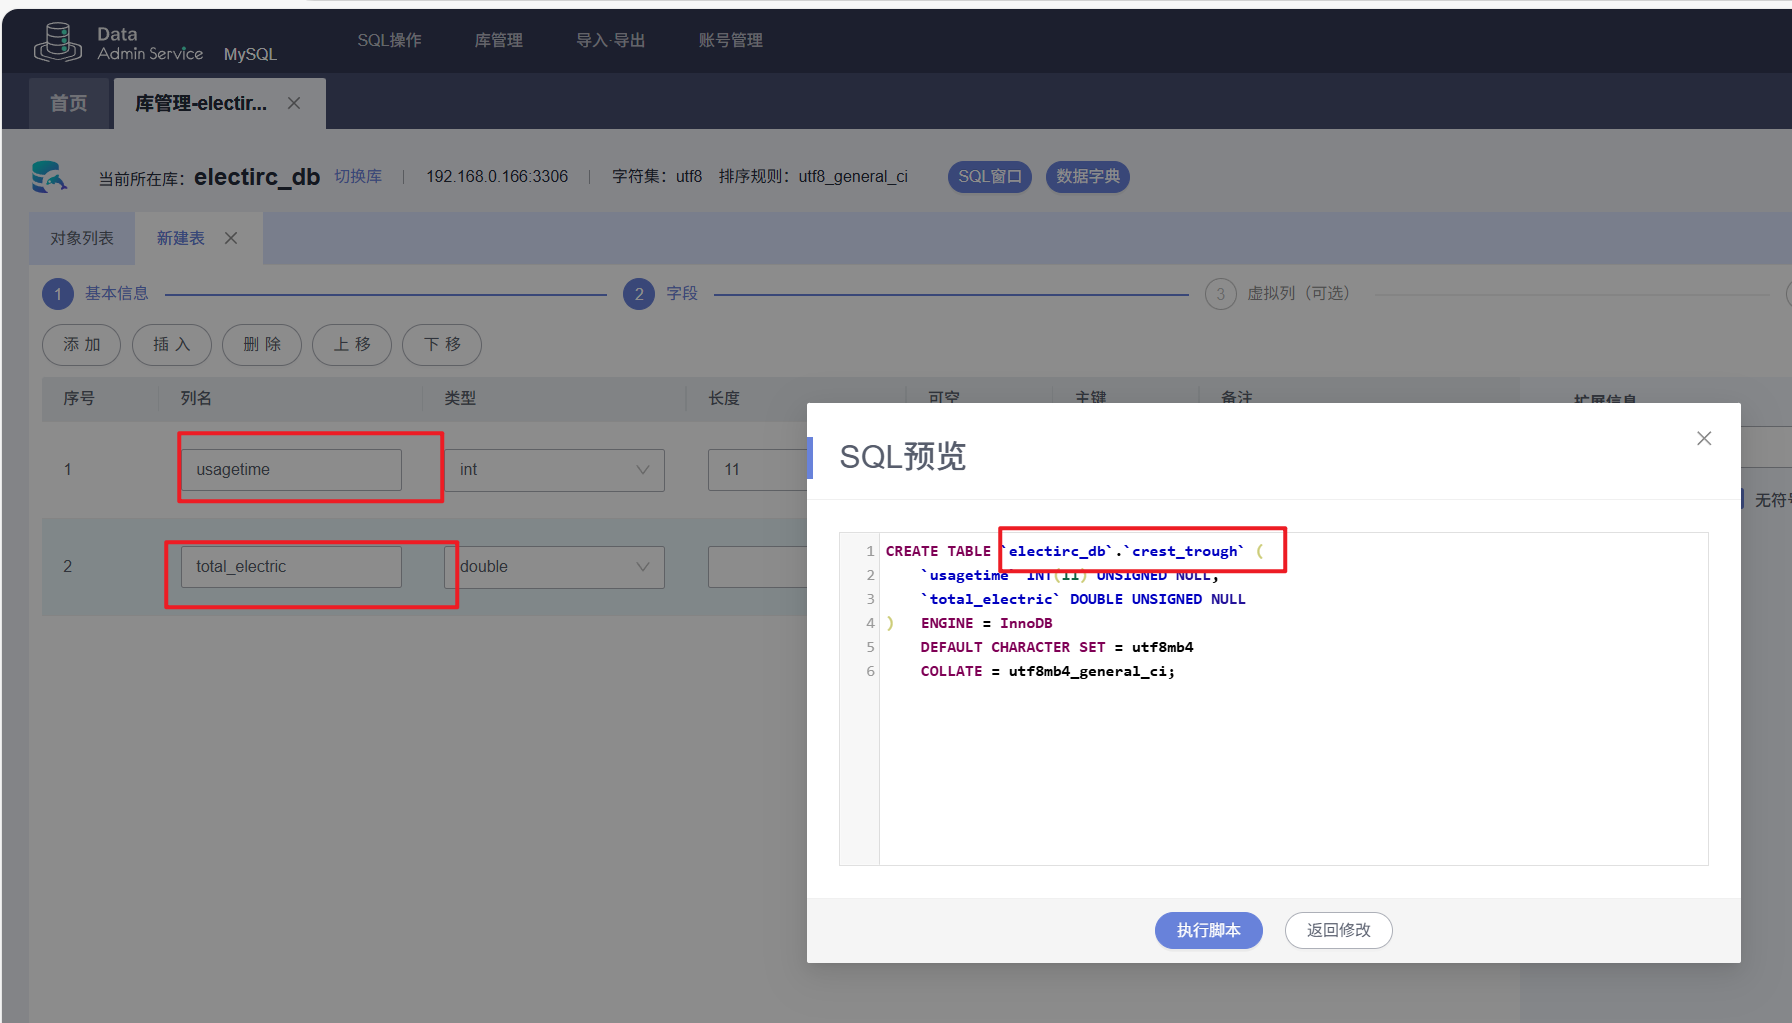 Data
Admin Service MySQL
SQL操作 库管理 导入·导出 账号管理
首页 库管理-electir...
当前所在库：electirc_db 切换库 192.168.0.166:3306 字符集：utf8 排序规则：utf8_general_ci SQL窗口 数据字典
对象列表 新建表
1 基本信息 2 字段 3 虚拟列（可选）
添 加 插 入 删 除 上 移 下 移
序号 列名 类型 长度 可空 主键 备注 扩展信息
1 usagetime int 11
无符号
2 total_electric double
SQL预览
1 CREATE TABLE `electirc_db`.`crest_trough` (
2 `usagetime` INT(11) UNSIGNED NULL,
3 `total_electric` DOUBLE UNSIGNED NULL
4 ) ENGINE = InnoDB
5 DEFAULT CHARACTER SET = utf8mb4
6 COLLATE = utf8mb4_general_ci;
执行脚本 返回修改